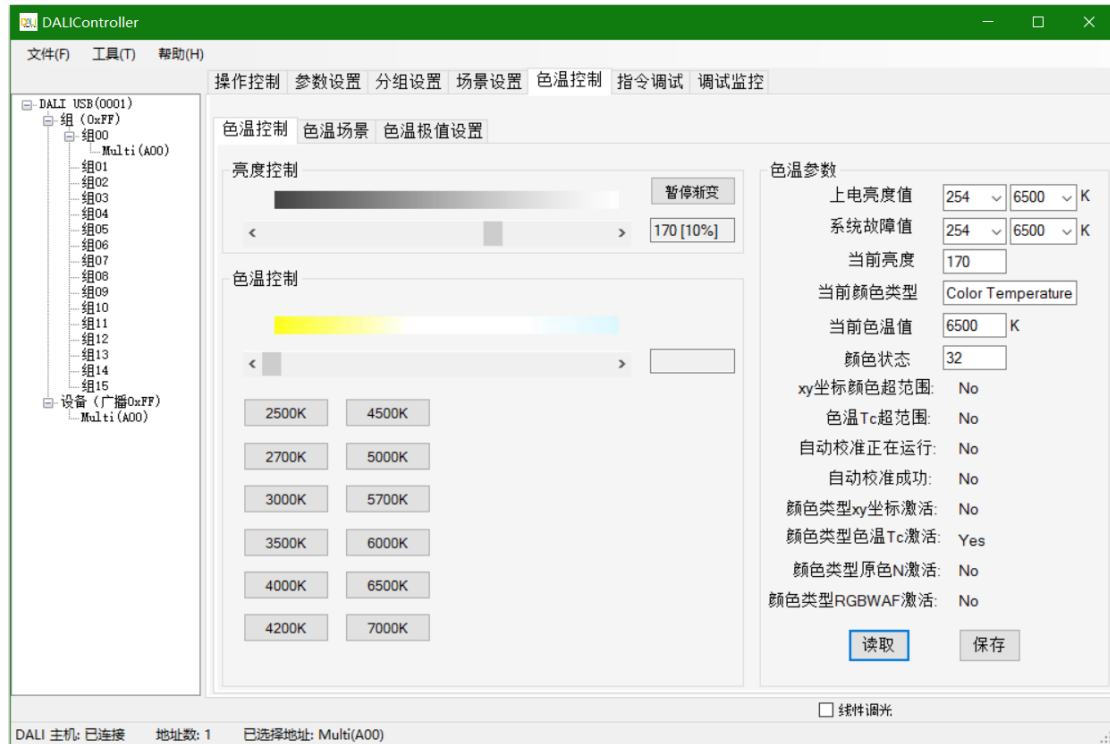 DALI DALIController
文件(F) 工具(T) 帮助(H)
操作控制 参数设置 分组设置 场景设置 色温控制 指令调试 调试监控
DALI USB(0001)
组 (0xFF)
组00
Multi(A00)
组01
组02
组03
组04
组05
组06
组07
组08
组09
组10
组11
组12
组13
组14
组15
设备 (广播0xFF)
Multi(A00)
色温控制 色温场景 色温极值设置
亮度控制
暂停渐变
170 [10%]
色温控制
2500K 4500K
2700K 5000K
3000K 5700K
3500K 6000K
4000K 6500K
4200K 7000K
色温参数
上电亮度值 254 6500 K
系统故障值 254 6500 K
当前亮度 170
当前颜色类型 Color Temperature
当前色温值 6500 K
颜色状态 32
xy坐标颜色超范围: No
色温Tc超范围: No
自动校准正在运行: No
自动校准成功: No
颜色类型xy坐标激活: No
颜色类型色温Tc激活: Yes
颜色类型原色N激活: No
颜色类型RGBWAF激活: No
读取 保存
线性调光
DALI 主机: 已连接 地址数: 1 已选择地址: Multi(A00)